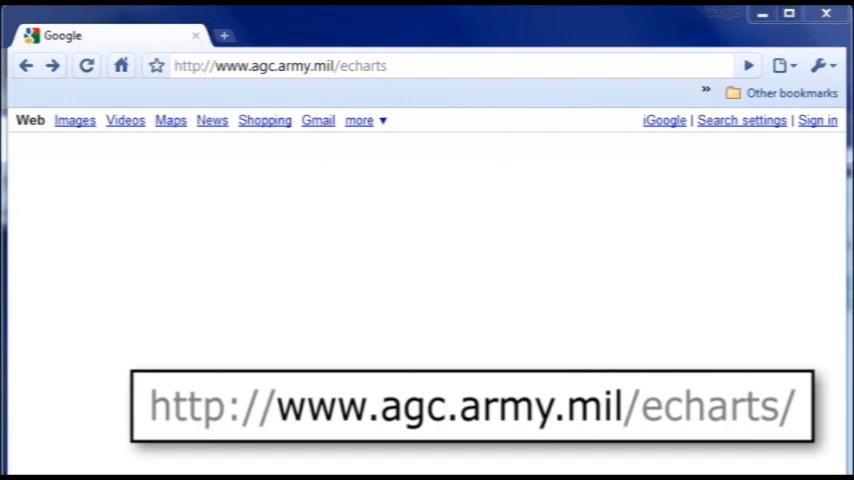 Google
http://www.agc.army.mil/echarts
» Other bookmarks
Web Images Videos Maps News Shopping Gmail more ▼ iGoogle | Search settings | Sign in
http://www.agc.army.mil/echarts/